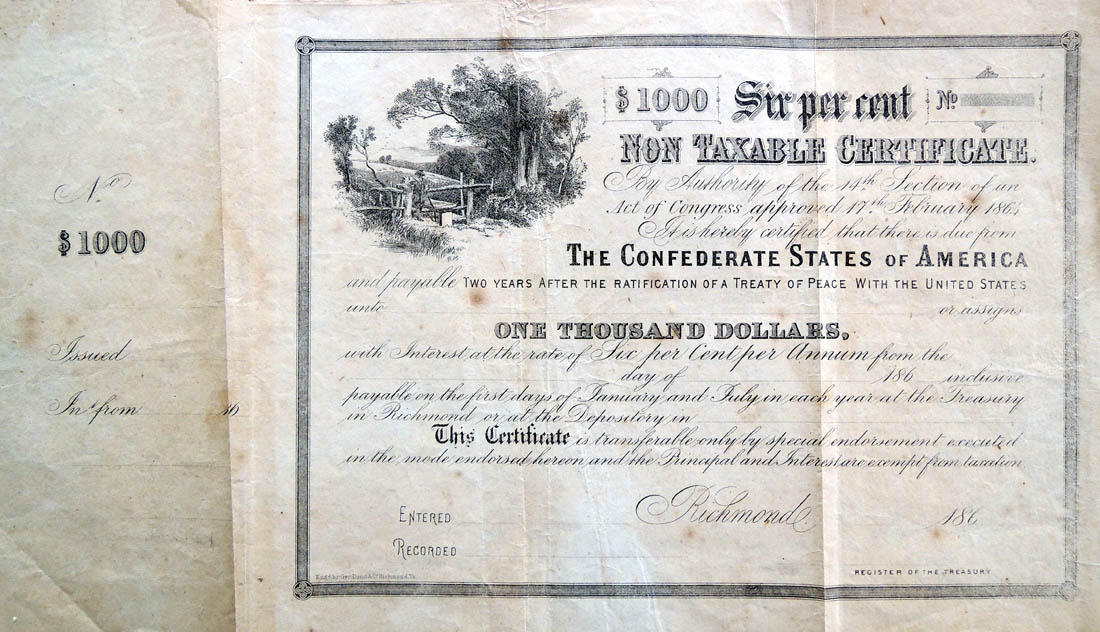 No
$ 1000
Issued
Int from
$ 1000 Six per cent No
NON TAXABLE CERTIFICATE.
By Authority of the 14th Section of an
Act of Congress approved 17th February 1864
It is hereby certified that there is due from
THE CONFEDERATE STATES OF AMERICA
and payable TWO YEARS AFTER THE RATIFICATION OF A TREATY OF PEACE WITH THE UNITED STATES
unto or assigns
ONE THOUSAND DOLLARS,
with Interest at the rate of Six per Cent per Annum from the
day of 186 inclusive
payable on the first days of January and July in each year at the Treasury
in Richmond or at the Depository in
This Certificate is transferable only by special endorsement executed
in the mode endorsed hereon and the Principal and Interest are exempt from taxation
Richmond 186
ENTERED
RECORDED
REGISTER OF THE TREASURY